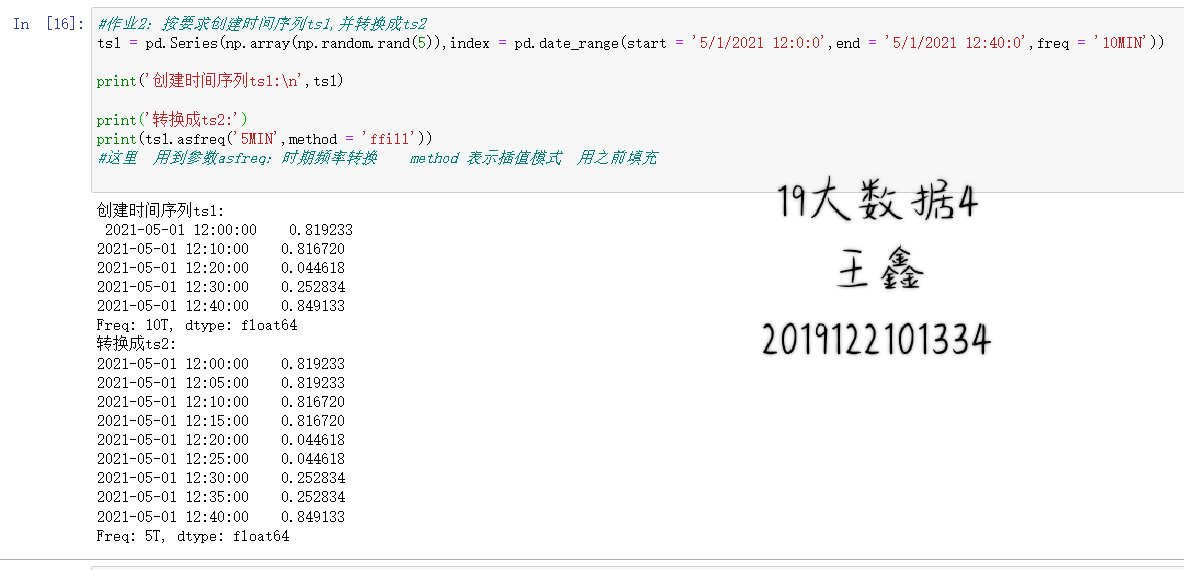 In [16]: #作业2：按要求创建时间序列ts1,并转换成ts2
ts1 = pd.Series(np.array(np.random.rand(5)),index = pd.date_range(start = '5/1/2021 12:0:0',end = '5/1/2021 12:40:0',freq = '10MIN'))
print('创建时间序列ts1:\n',ts1)
print('转换成ts2:')
print(ts1.asfreq('5MIN',method = 'ffill'))
#这里 用到参数asfreq：时期频率转换 method 表示插值模式 用之前填充
创建时间序列ts1:
2021-05-01 12:00:00 0.819233
2021-05-01 12:10:00 0.816720
2021-05-01 12:20:00 0.044618
2021-05-01 12:30:00 0.252834
2021-05-01 12:40:00 0.849133
Freq: 10T, dtype: float64
转换成ts2:
2021-05-01 12:00:00 0.819233
2021-05-01 12:05:00 0.819233
2021-05-01 12:10:00 0.816720
2021-05-01 12:15:00 0.816720
2021-05-01 12:20:00 0.044618
2021-05-01 12:25:00 0.044618
2021-05-01 12:30:00 0.252834
2021-05-01 12:35:00 0.252834
2021-05-01 12:40:00 0.849133
Freq: 5T, dtype: float64
19大数据4
王鑫
2019122101334